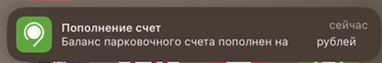 Пополнение счет
сейчас
Баланс парковочного счета пополнен на рублей